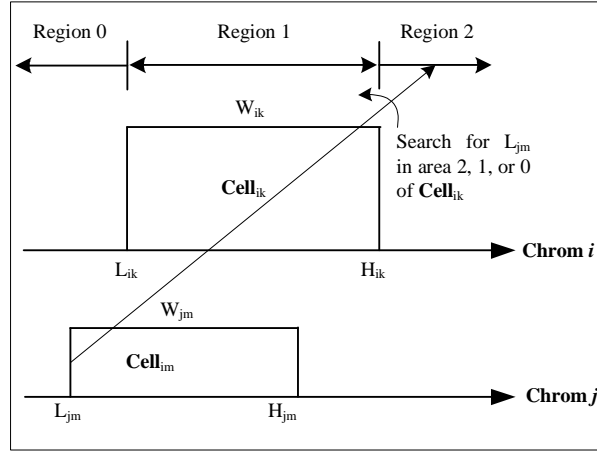 Region 0
Region 1
Region 2
W_ik
Search for L_jm
in area 2, 1, or 0
of Cell_ik
Cell_ik
Chrom i
L_ik
H_ik
W_jm
Cell_im
Chrom j
L_jm
H_jm